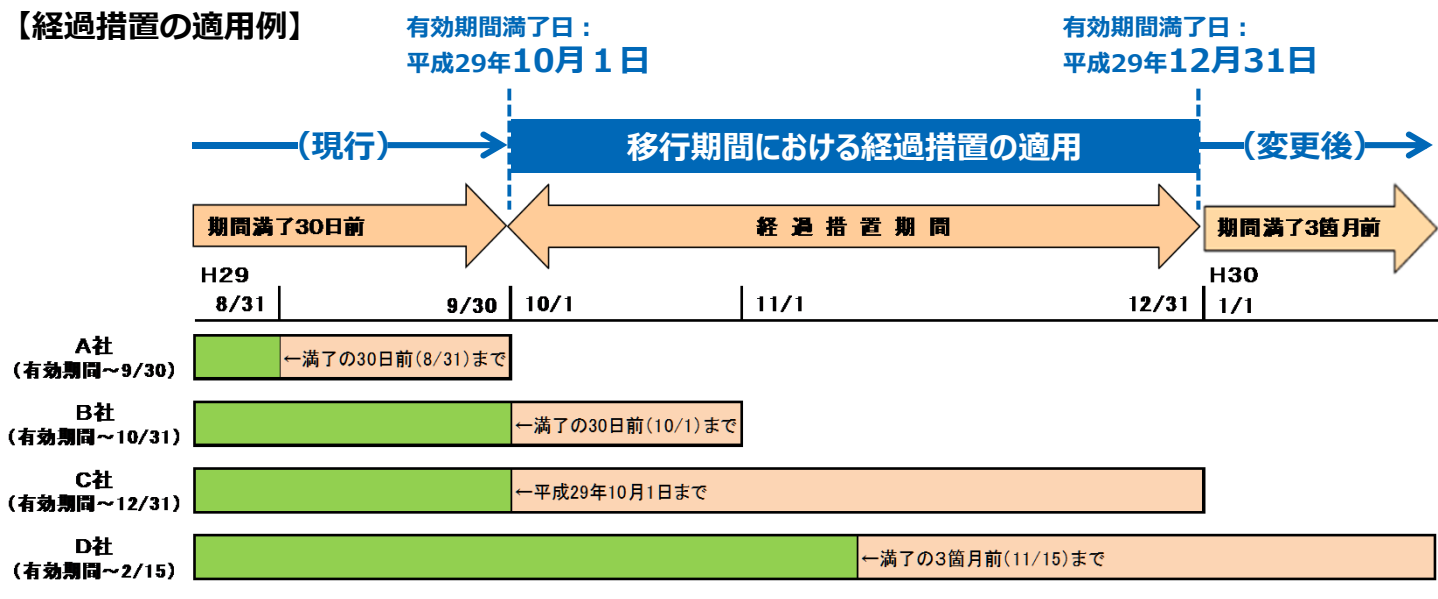 【経過措置の適用例】
有効期間満了日：
平成29年10月１日
有効期間満了日：
平成29年12月31日
（現行）
移行期間における経過措置の適用
（変更後）
期間満了30日前
経過措置期間
期間満了3箇月前
H29
H30
8/31
9/30
10/1
11/1
12/31
1/1
A社
（有効期間～9/30）
←満了の30日前（8/31）まで
B社
（有効期間～10/31）
←満了の30日前（10/1）まで
C社
（有効期間～12/31）
←平成29年10月1日まで
D社
（有効期間～2/15）
←満了の３箇月前（11/15）まで